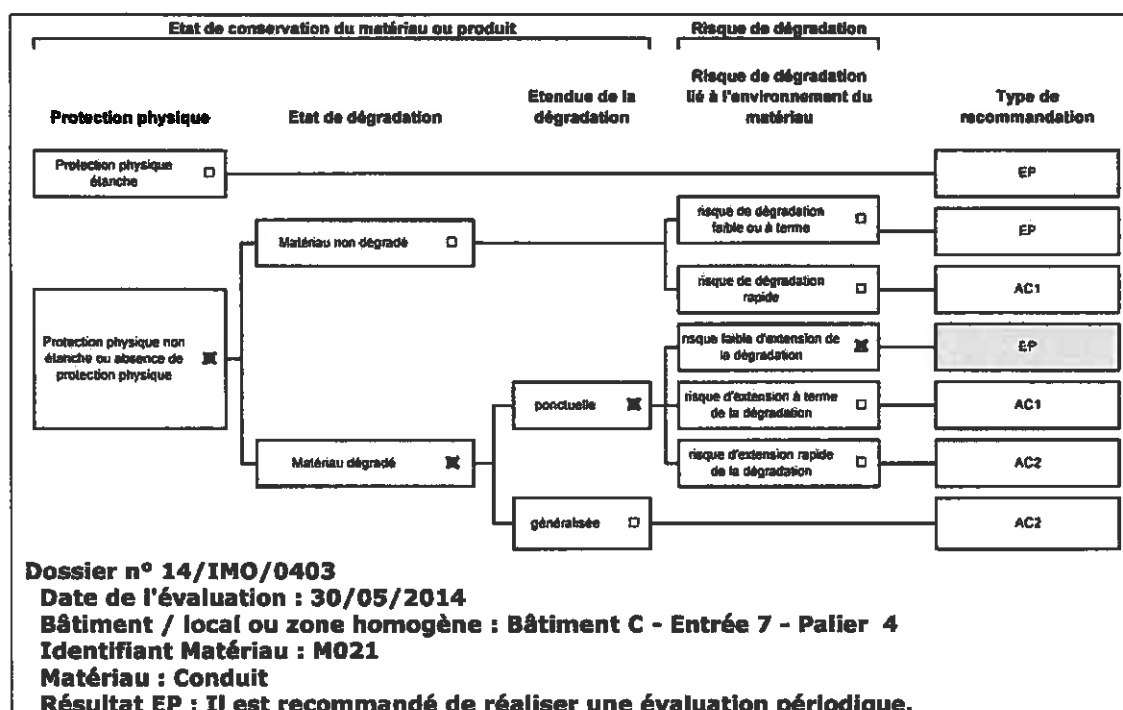 Etat de conservation du matériau ou produit
Risque de dégradation
Protection physique
Etat de dégradation
Etendue de la
dégradation
Risque de dégradation
lié à l'environnement du
matériau
Type de
recommandation
Protection physique
étanche
EP
Matériau non dégradé
risque de dégradation
faible ou à terme
EP
risque de dégradation
rapide
AC1
Protection physique non
étanche ou absence de
protection physique
risque faible d'extension de
la dégradation
EP
ponctuelle
risque d'extension à terme
de la dégradation
AC1
Matériau dégradé
risque d'extension rapide
de la dégradation
AC2
généralisée
AC2
Dossier nº 14/IMO/0403
Date de l'évaluation : 30/05/2014
Bâtiment / local ou zone homogène : Bâtiment C - Entrée 7 - Palier 4
Identifiant Matériau : M021
Matériau : Conduit
Résultat EP : Il est recommandé de réaliser une évaluation périodique.